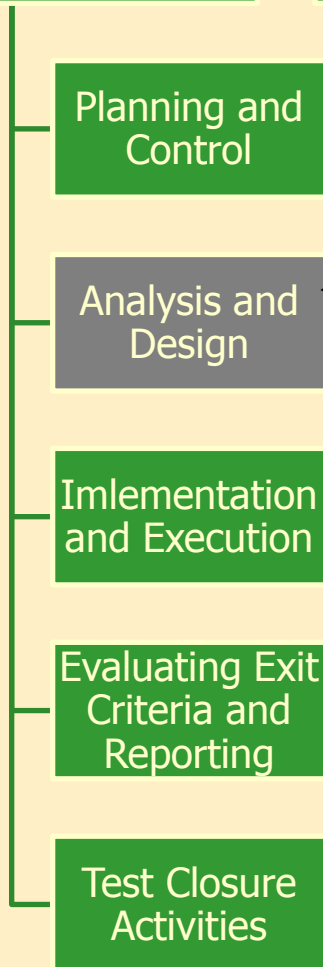 Planning and
Control
Analysis and
Design
Imlementation
and Execution
Evaluating Exit
Criteria and
Reporting
Test Closure
Activities